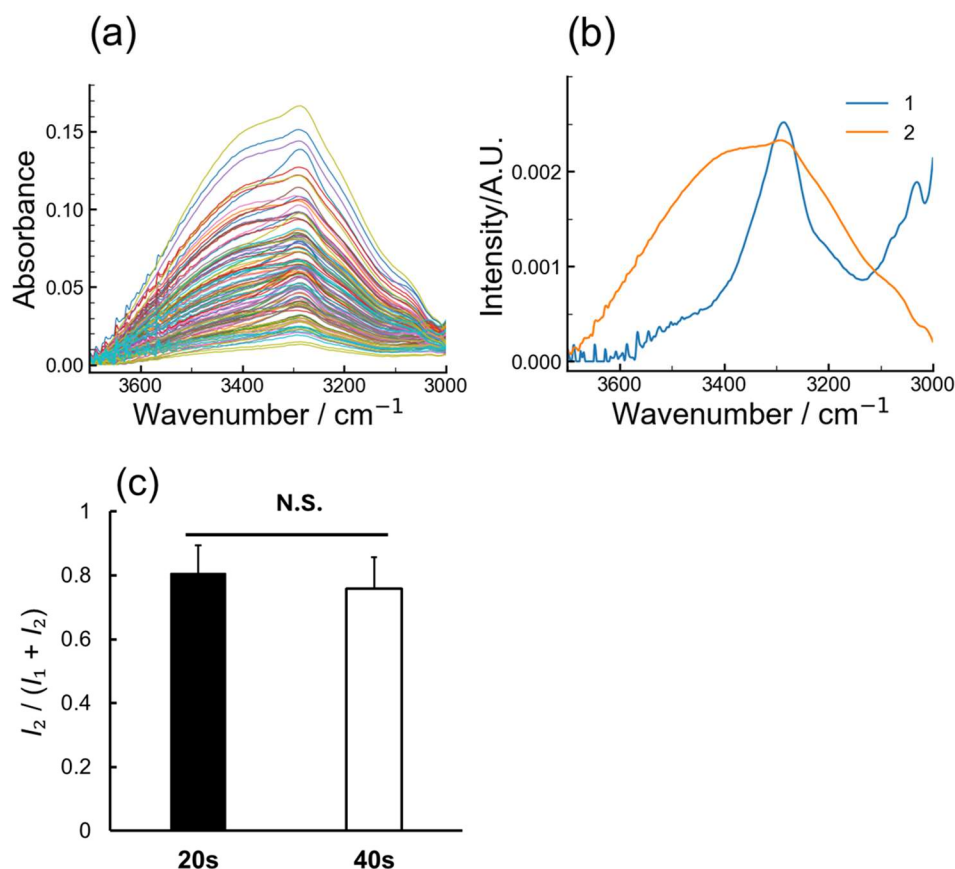 (a)
Absorbance
0.15
0.10
0.05
0.00
3600
3400
3200
3000
Wavenumber / cm⁻¹
(b)
Intensity/A.U.
0.002
0.001
0.000
1
2
3600
3400
3200
3000
Wavenumber / cm⁻¹
(c)
N.S.
I₂ / (I₁ + I₂)
1
0.8
0.6
0.4
0.2
0
20s
40s